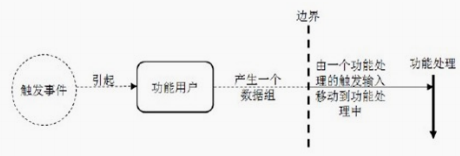 边界
触发事件
引起
功能用户
产生一个
数据组
由一个功能处
理的触发输入
移动到功能处
理中
功能处理